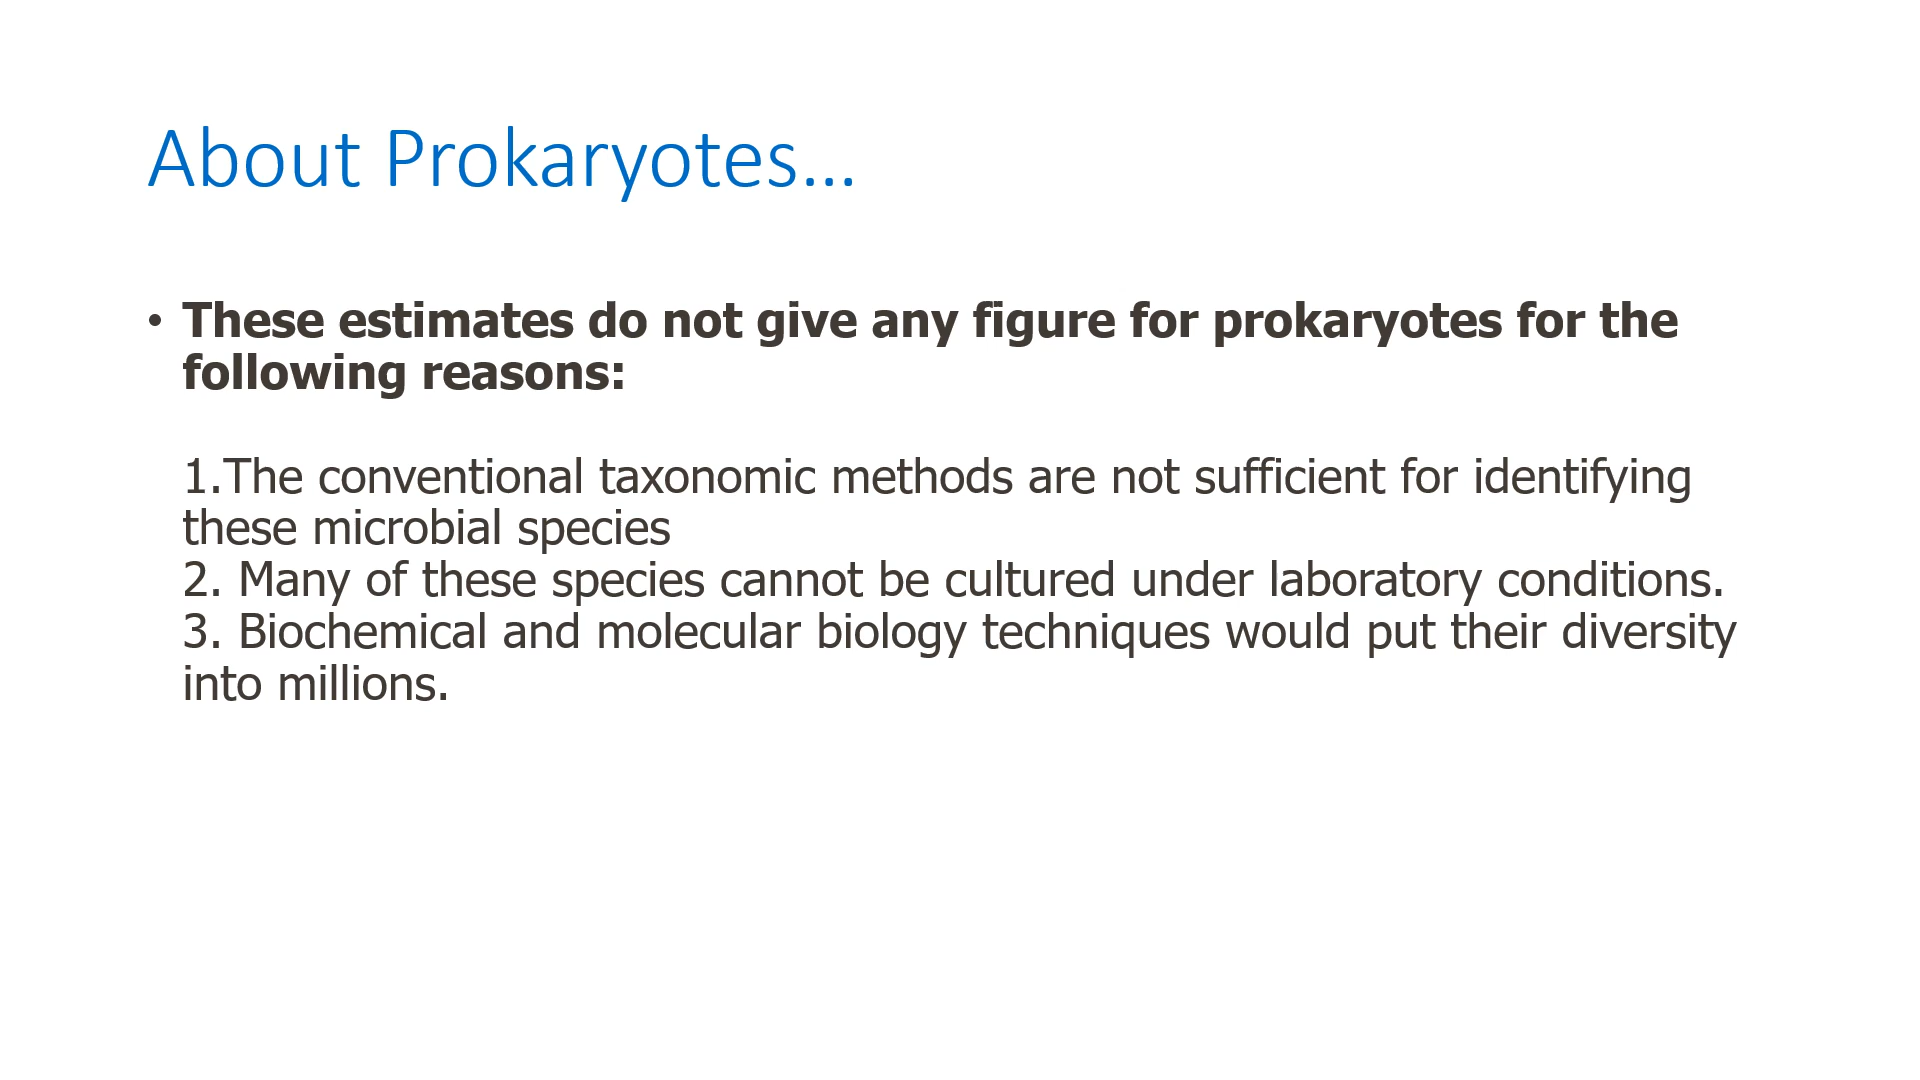 About Prokaryotes…
• These estimates do not give any figure for prokaryotes for the
following reasons:
1.The conventional taxonomic methods are not sufficient for identifying
these microbial species
2. Many of these species cannot be cultured under laboratory conditions.
3. Biochemical and molecular biology techniques would put their diversity
into millions.